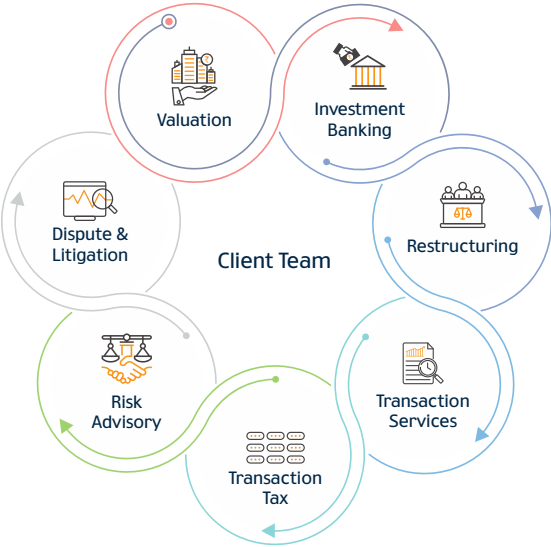 Valuation
Investment
Banking
Restructuring
Transaction
Services
Transaction
Tax
Risk
Advisory
Dispute &
Litigation
Client Team